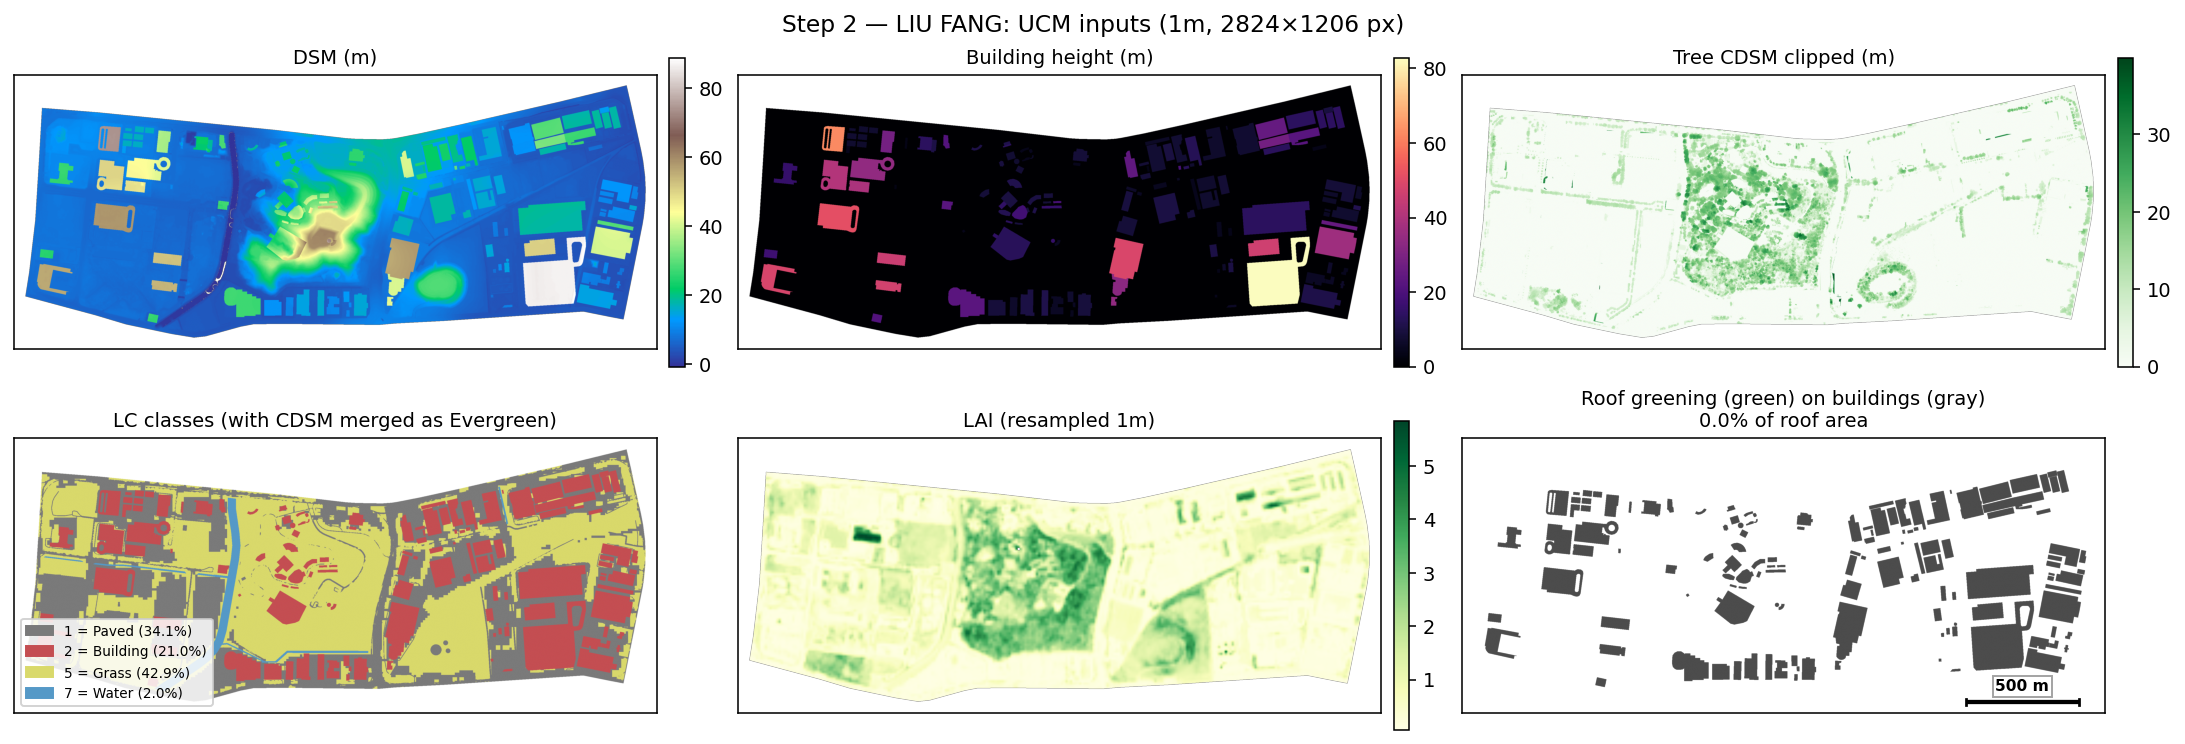 Step 2 — LIU FANG: UCM inputs (1m, 2824×1206 px)
DSM (m)
80
60
40
20
0
Building height (m)
80
60
40
20
0
Tree CDSM clipped (m)
30
20
10
0
LC classes (with CDSM merged as Evergreen)
1 = Paved (34.1%)
2 = Building (21.0%)
5 = Grass (42.9%)
7 = Water (2.0%)
LAI (resampled 1m)
5
4
3
2
1
Roof greening (green) on buildings (gray)
0.0% of roof area
500 m